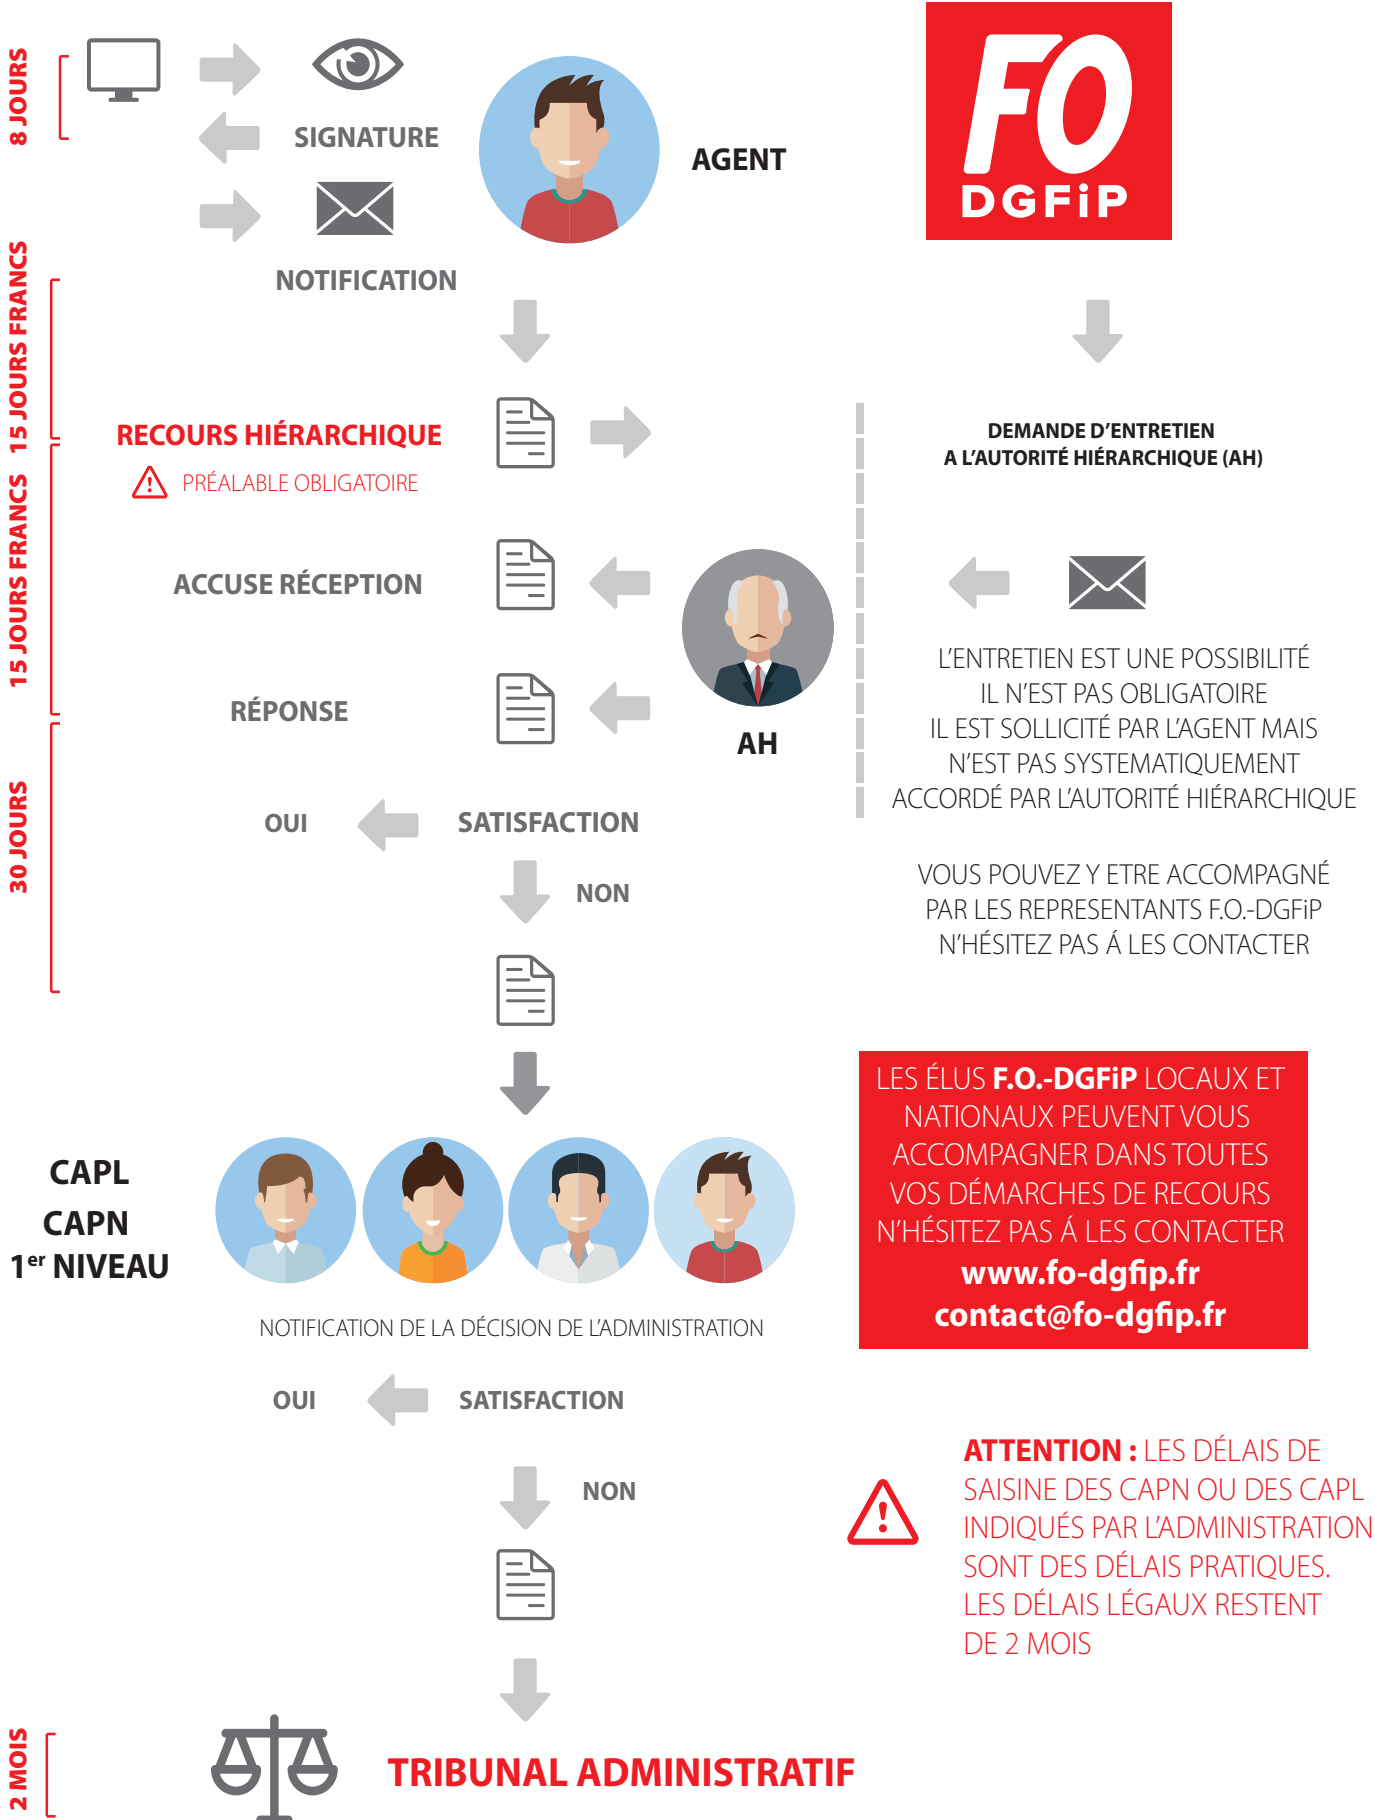 8 JOURS
SIGNATURE
AGENT
FO
DGFiP
NOTIFICATION
15 JOURS FRANCS
RECOURS HIÉRARCHIQUE
PRÉALABLE OBLIGATOIRE
DEMANDE D'ENTRETIEN
A L'AUTORITÉ HIÉRARCHIQUE (AH)
15 JOURS FRANCS
ACCUSE RÉCEPTION
RÉPONSE
AH
L'ENTRETIEN EST UNE POSSIBILITÉ
IL N'EST PAS OBLIGATOIRE
IL EST SOLLICITÉ PAR L'AGENT MAIS
N'EST PAS SYSTEMATIQUEMENT
ACCORDÉ PAR L'AUTORITÉ HIÉRARCHIQUE
30 JOURS
OUI
SATISFACTION
NON
VOUS POUVEZ Y ETRE ACCOMPAGNÉ
PAR LES REPRESENTANTS F.O.-DGFiP
N'HÉSITEZ PAS Á LES CONTACTER
LES ÉLUS F.O.-DGFiP LOCAUX ET
NATIONAUX PEUVENT VOUS
ACCOMPAGNER DANS TOUTES
VOS DÉMARCHES DE RECOURS
N'HÉSITEZ PAS Á LES CONTACTER
www.fo-dgfip.fr
contact@fo-dgfip.fr
CAPL
CAPN
1er NIVEAU
NOTIFICATION DE LA DÉCISION DE L'ADMINISTRATION
OUI
SATISFACTION
NON
ATTENTION : LES DÉLAIS DE
SAISINE DES CAPN OU DES CAPL
INDIQUÉS PAR L'ADMINISTRATION
SONT DES DÉLAIS PRATIQUES.
LES DÉLAIS LÉGAUX RESTENT
DE 2 MOIS
2 MOIS
TRIBUNAL ADMINISTRATIF